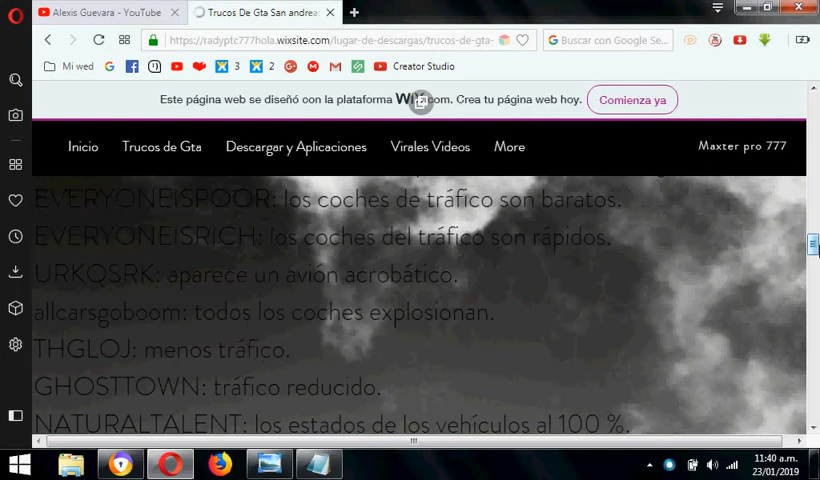 Alexis Guevara - YouTube
Trucos De Gta San andrea
https://radyptc777hola.wixsite.com/lugar-de-descargas/trucos-de-gta-
Buscar con Google Se...
Mi wed
3
2
Creator Studio
Este página web se diseñó con la plataforma WiX.com. Crea tu página web hoy.
Comienza ya
Inicio
Trucos de Gta
Descargar y Aplicaciones
Virales Videos
More
Maxter pro 777
EVERYONEISPOOR: los coches de tráfico son baratos.
EVERYONEISRICH: los coches del tráfico son rápidos.
URKQSRK: aparece un avión acrobático.
allcarsgoboom: todos los coches explosionan.
THGLOJ: menos tráfico.
GHOSTTOWN: tráfico reducido.
NATURALTALENT: los estados de los vehículos al 100 %.
11:40 a.m.
23/01/2019